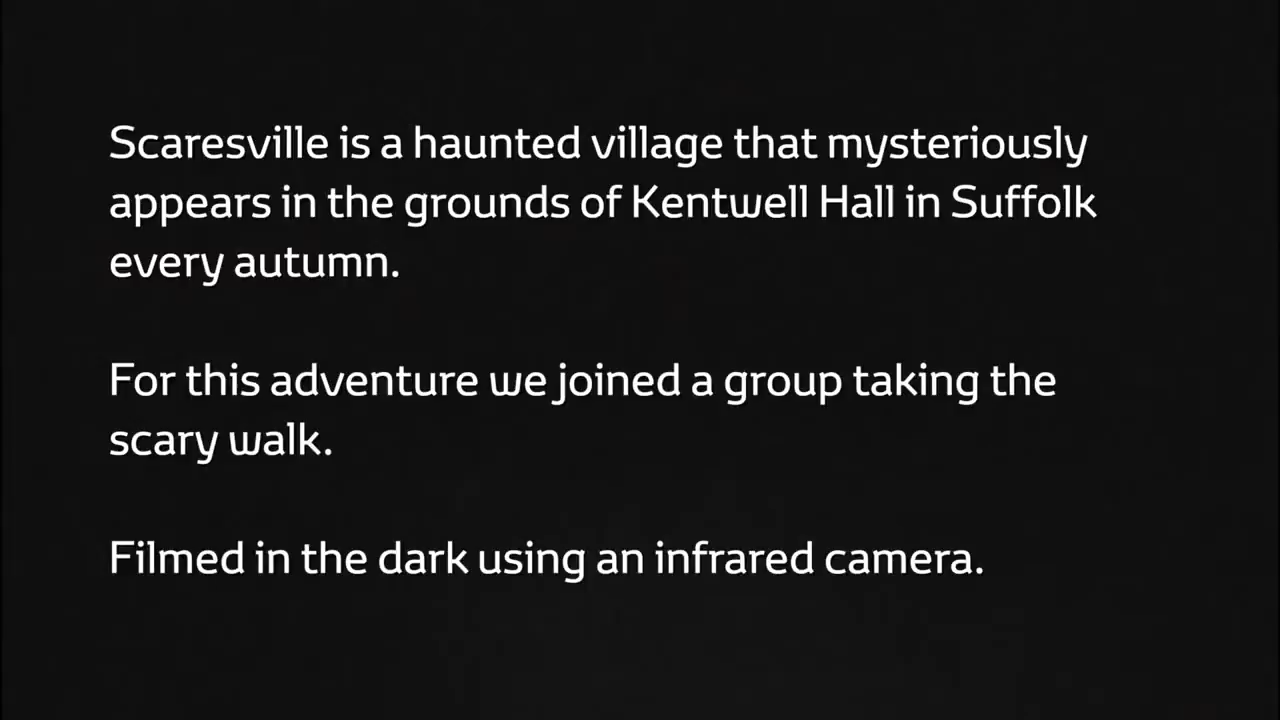 Scaresville is a haunted village that mysteriously
appears in the grounds of Kentwell Hall in Suffolk
every autumn.
For this adventure we joined a group taking the
scary walk.
Filmed in the dark using an infrared camera.